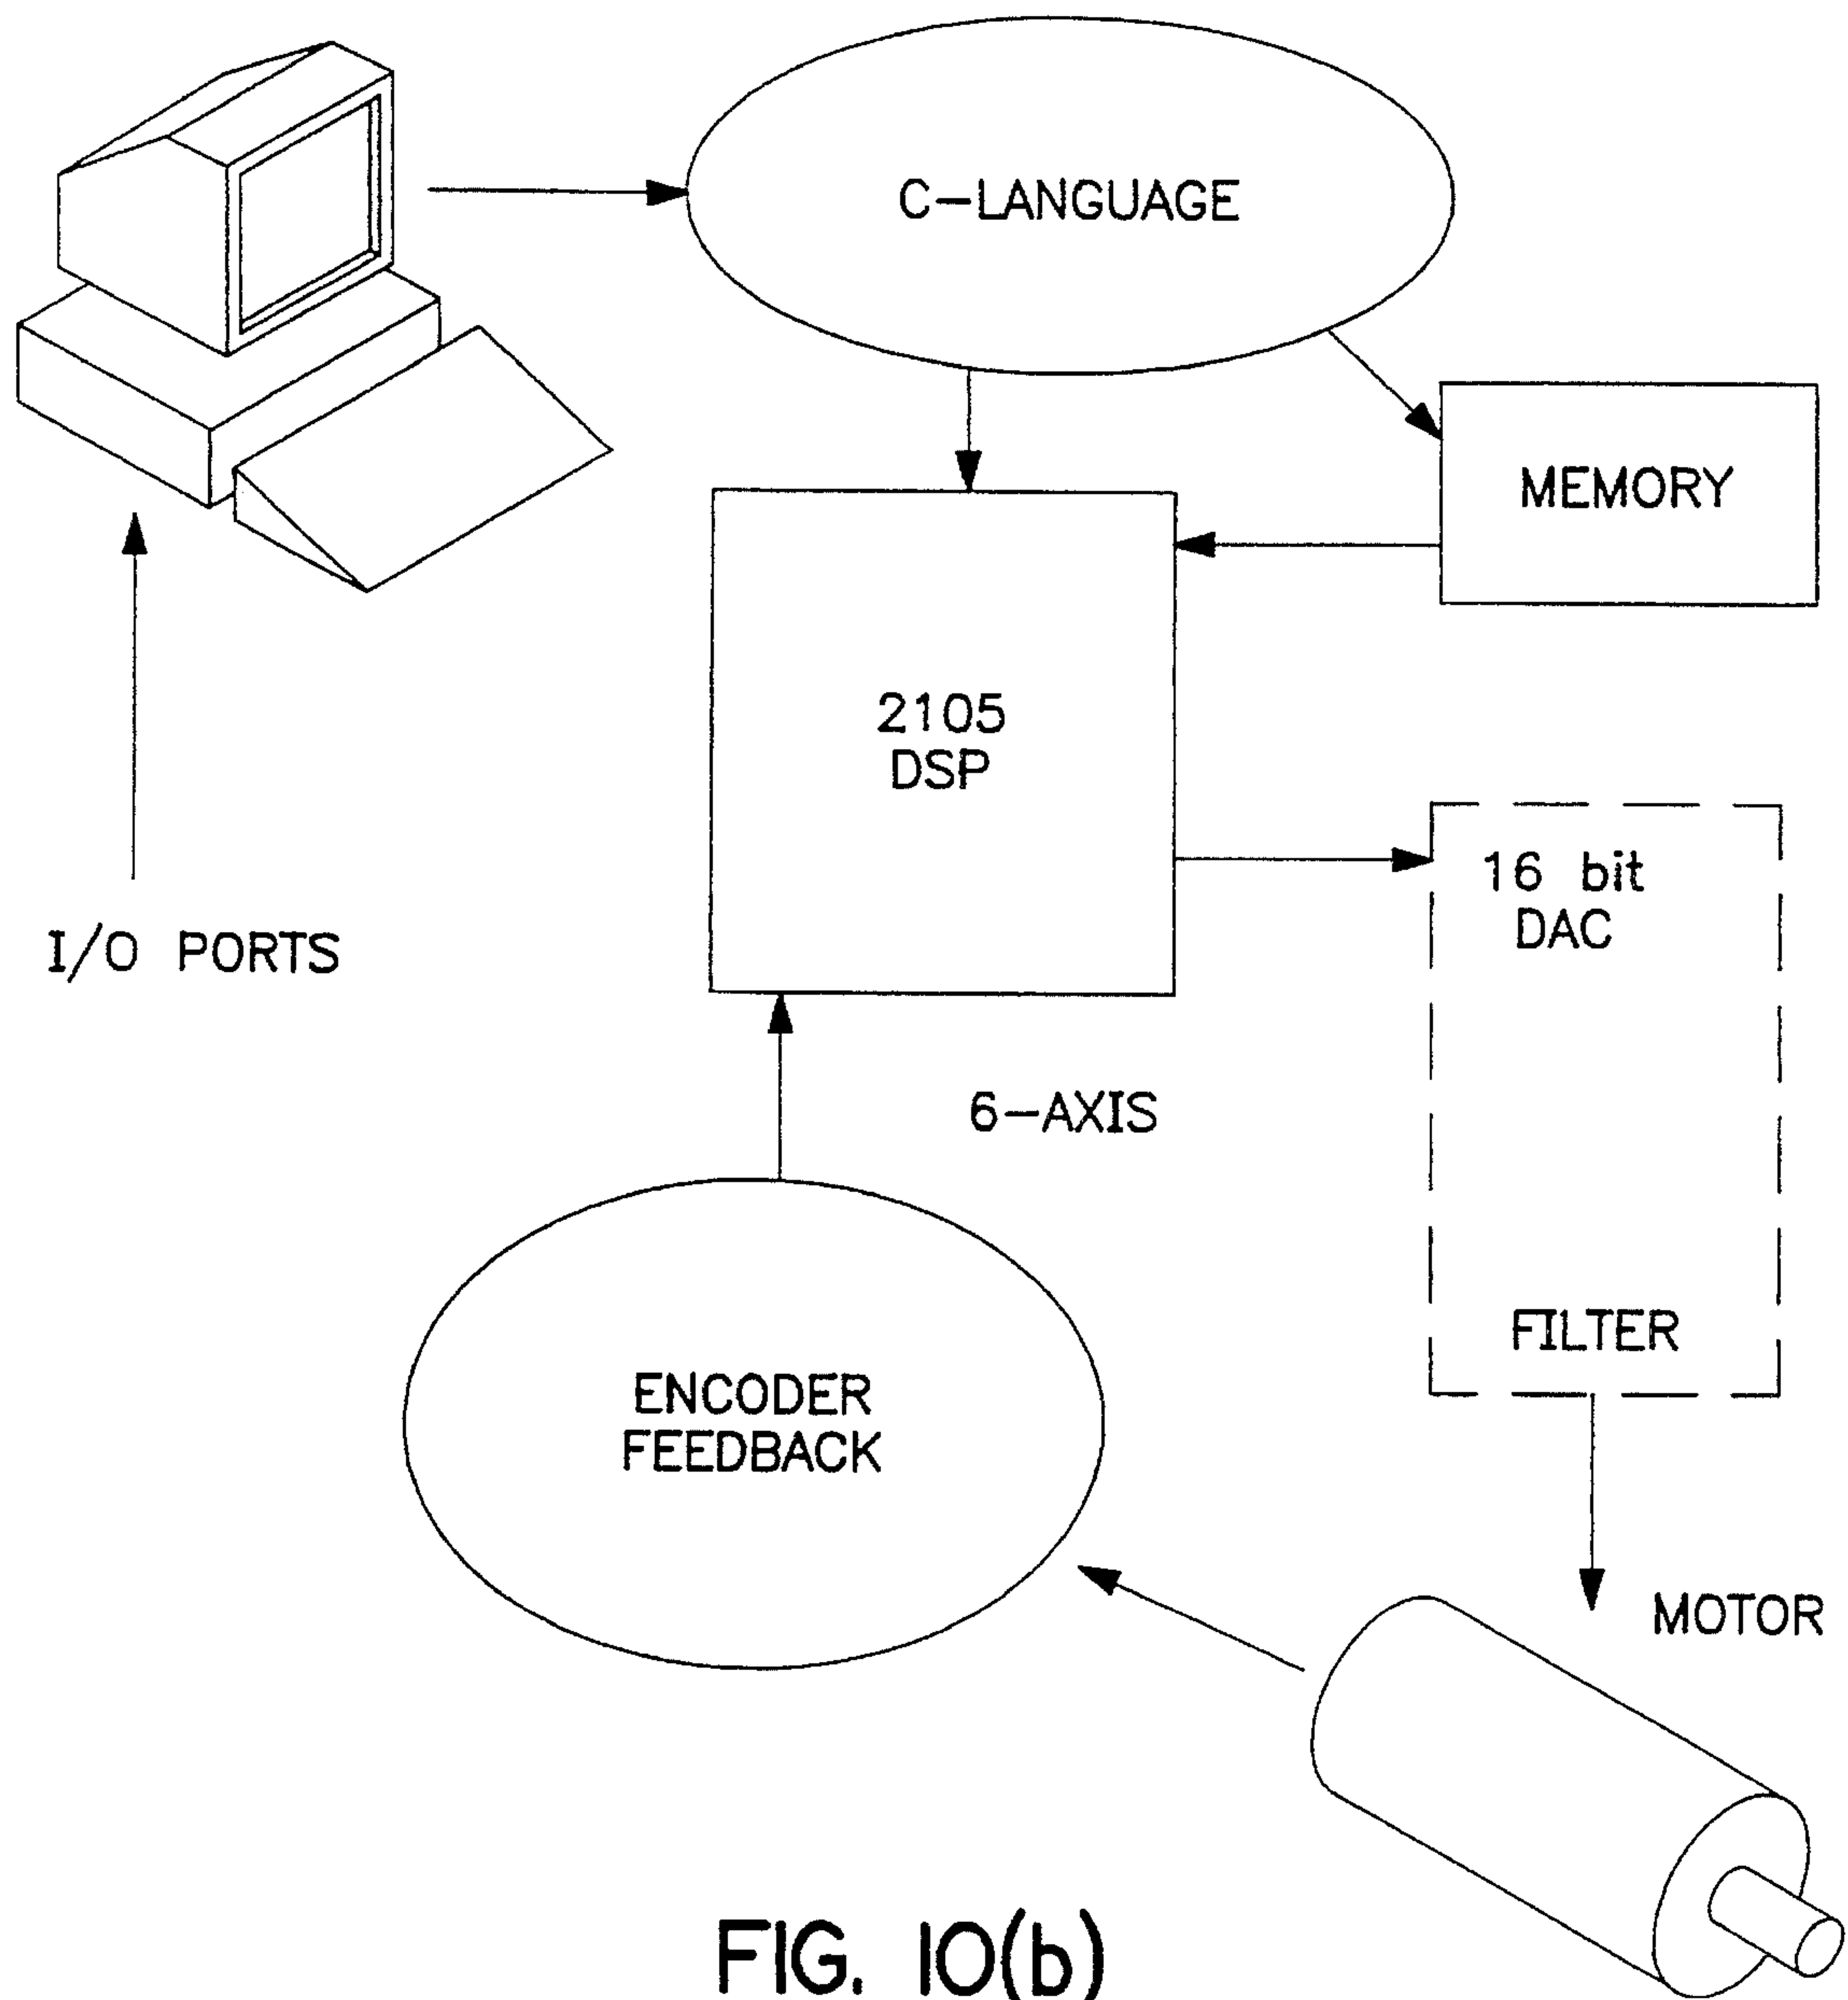 C-LANGUAGE
MEMORY
2105
DSP
16 bit
DAC
I/O PORTS
6-AXIS
FILTER
ENCODER
FEEDBACK
MOTOR
FIG. 10(b)